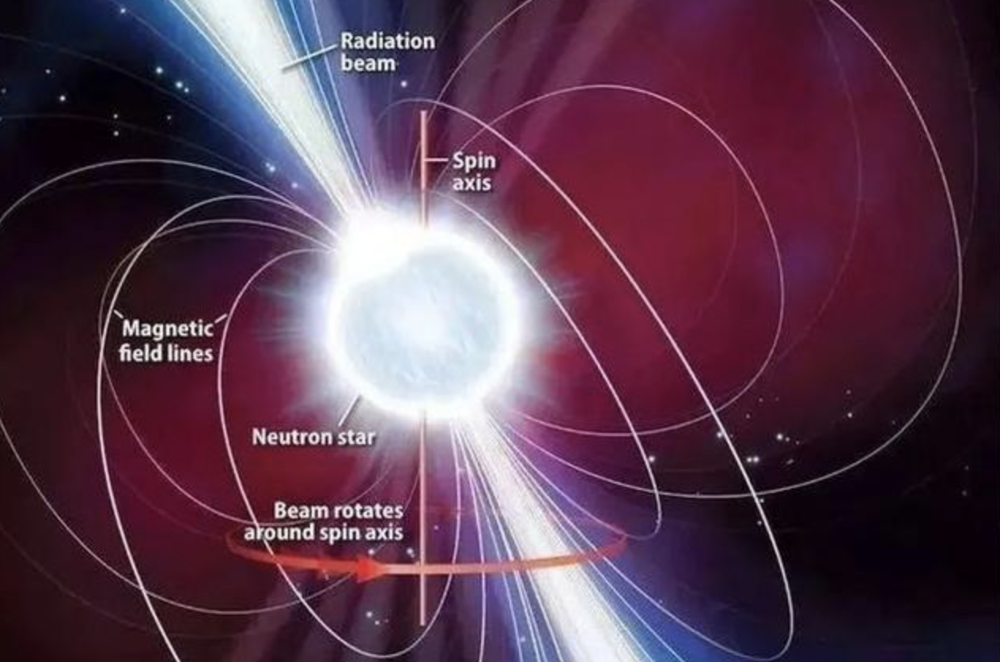 Radiation
beam
Spin
axis
Magnetic
field lines
Neutron star
Beam rotates
around spin axis